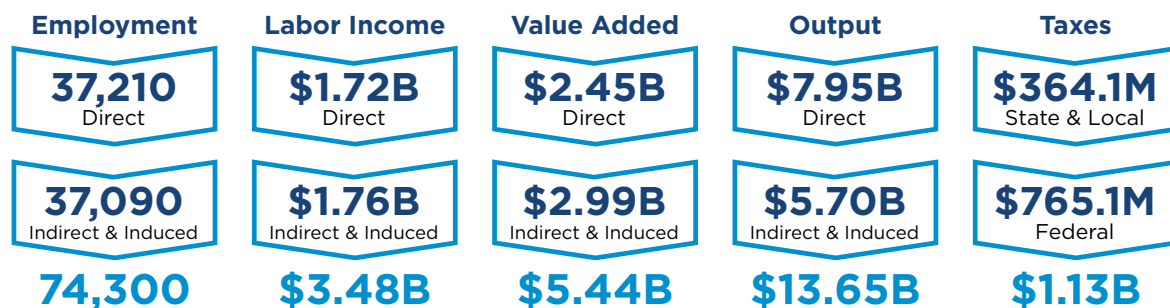 Employment
37,210
Direct
37,090
Indirect & Induced
74,300
Labor Income
$1.72B
Direct
$1.76B
Indirect & Induced
$3.48B
Value Added
$2.45B
Direct
$2.99B
Indirect & Induced
$5.44B
Output
$7.95B
Direct
$5.70B
Indirect & Induced
$13.65B
Taxes
$364.1M
State & Local
$765.1M
Federal
$1.13B